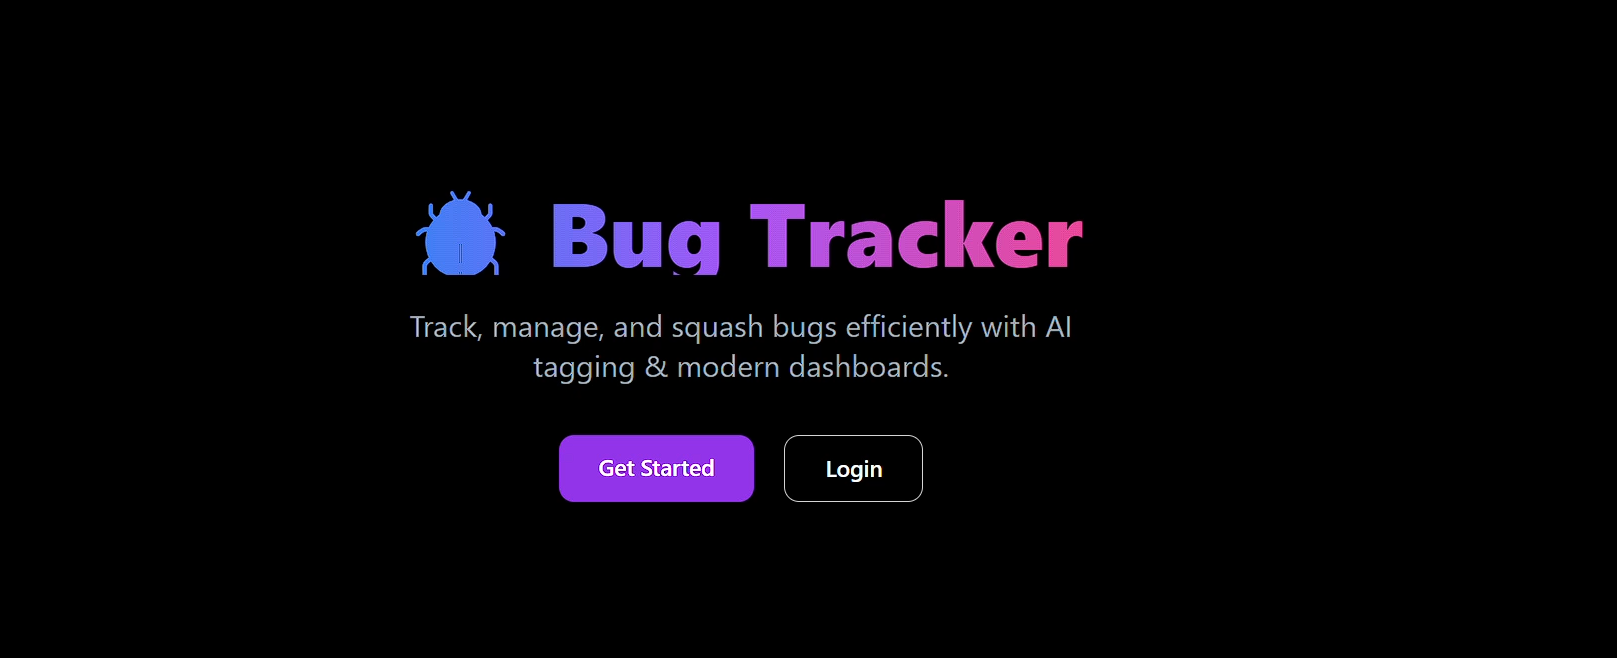 Bug Tracker
Track, manage, and squash bugs efficiently with AI
tagging & modern dashboards.
Get Started
Login